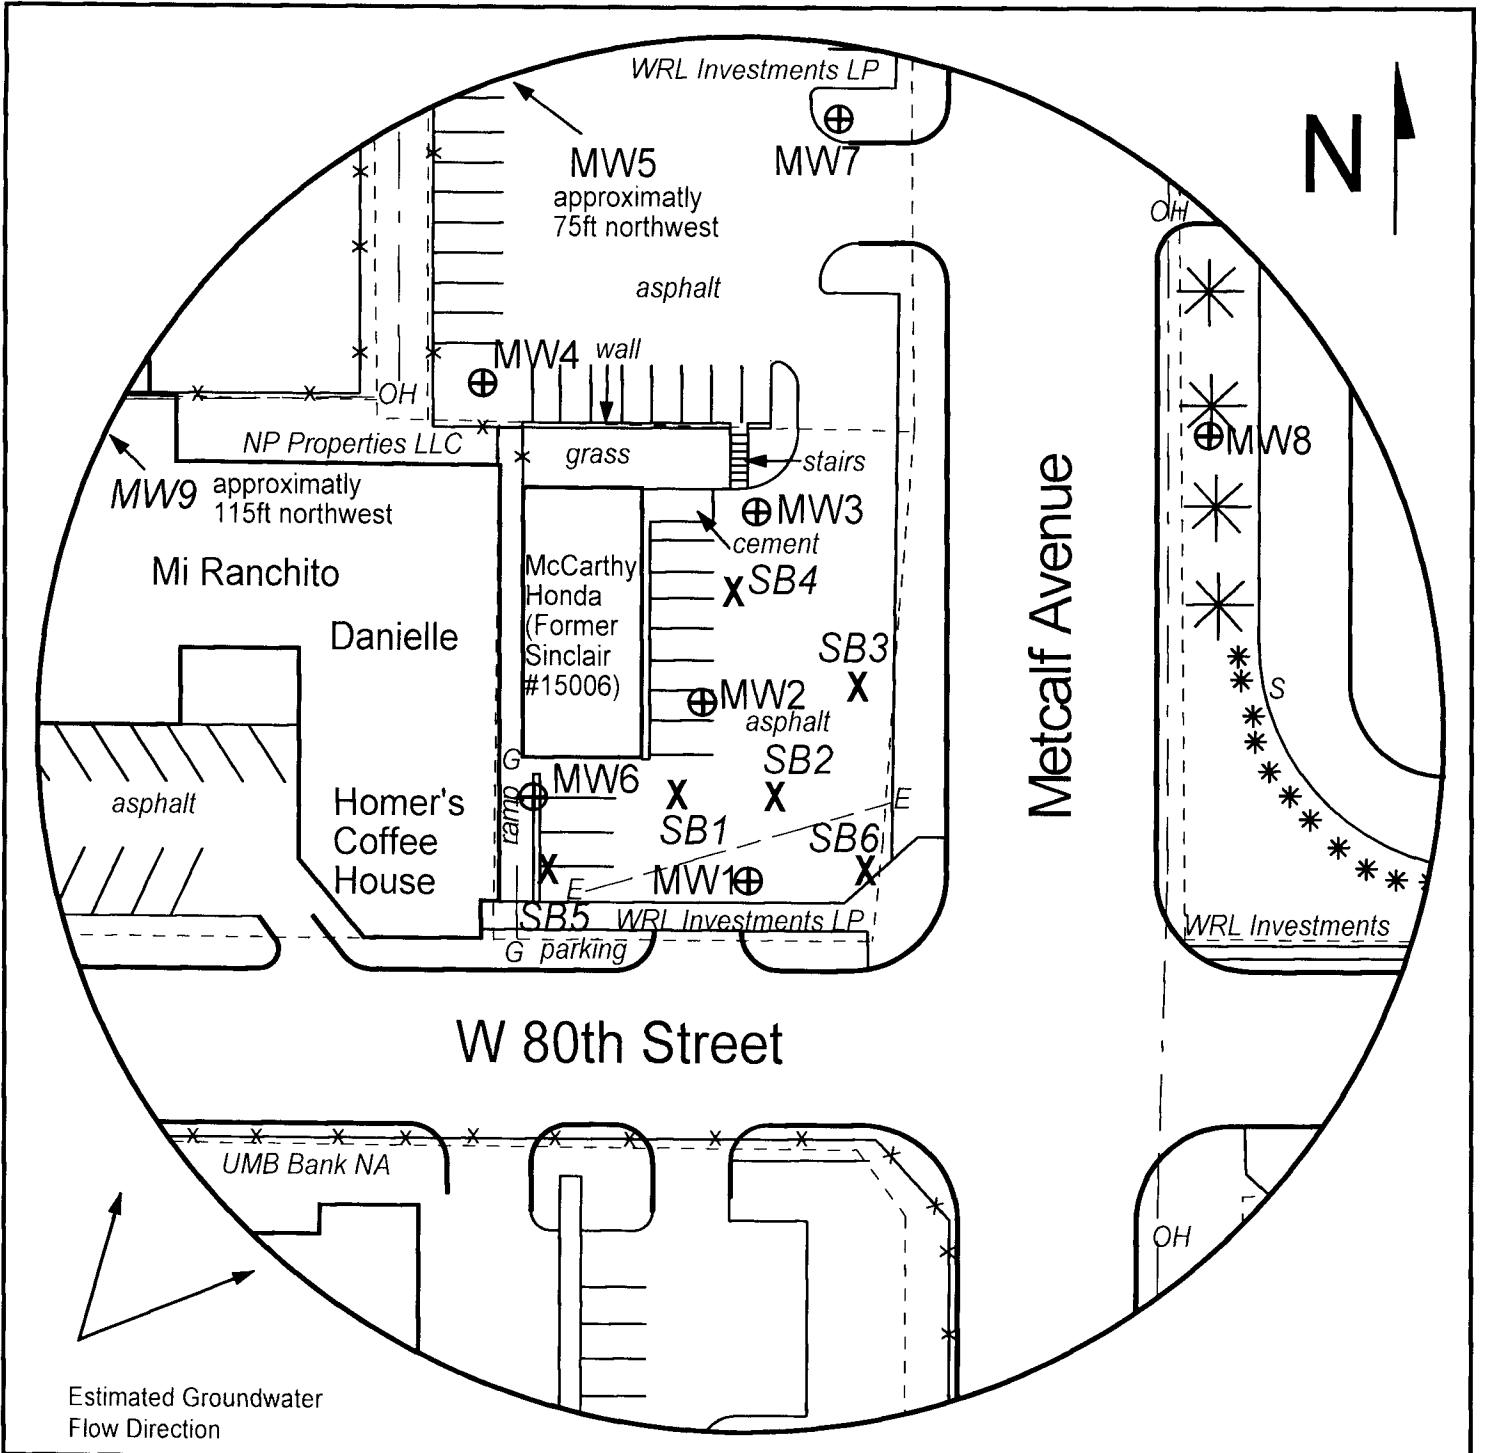 WRL Investments LP
N
MW5
approximatly
75ft northwest
MW7
OH
asphalt
MW4
wall
OH
MW8
NP Properties LLC
grass
stairs
MW9
approximatly
115ft northwest
MW3
cement
Mi Ranchito
McCarthy
Honda
(Former
Sinclair
#15006)
SB4
Danielle
SB3
Metcalf Avenue
S
MW2
asphalt
G
SB2
MW6
asphalt
ramp
Homer's
Coffee
House
E
SB1
SB6
E
MW1
SB5
WRL Investments LP
WRL Investments
G
parking
W 80th Street
UMB Bank NA
OH
Estimated Groundwater
Flow Direction